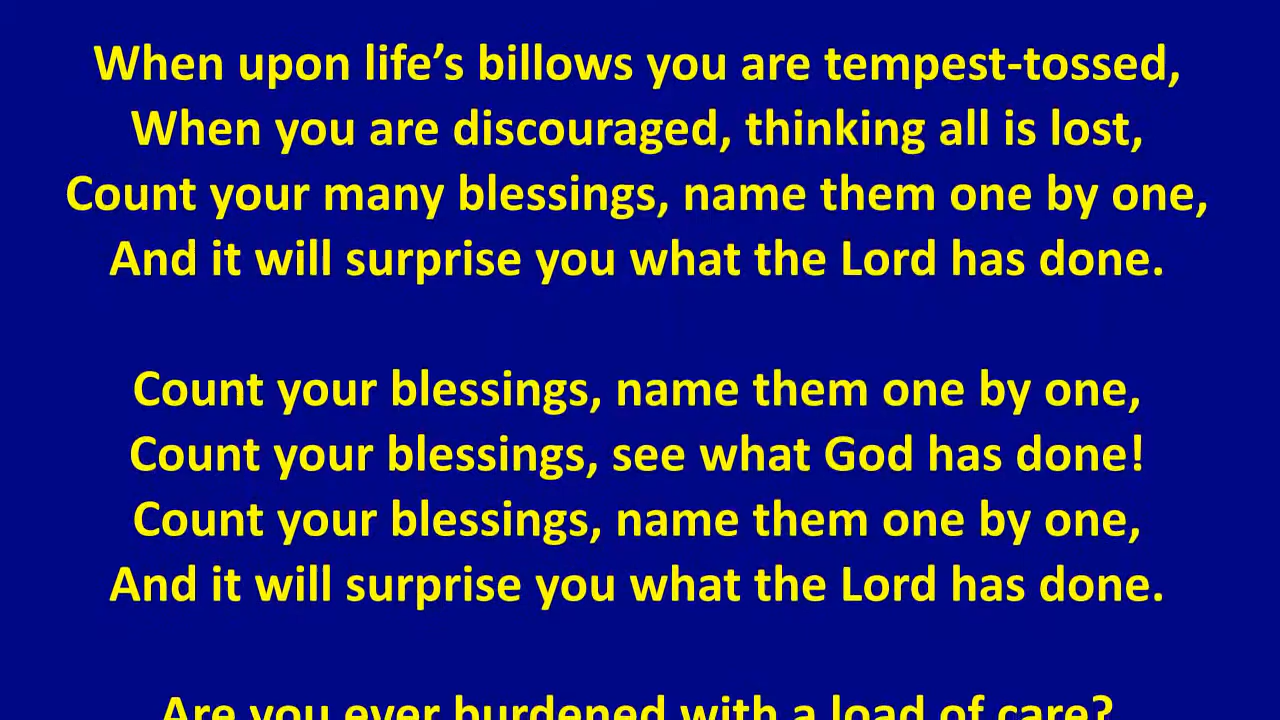 When upon life’s billows you are tempest-tossed,
When you are discouraged, thinking all is lost,
Count your many blessings, name them one by one,
And it will surprise you what the Lord has done.
Count your blessings, name them one by one,
Count your blessings, see what God has done!
Count your blessings, name them one by one,
And it will surprise you what the Lord has done.
Are you ever burdened with a load of care?